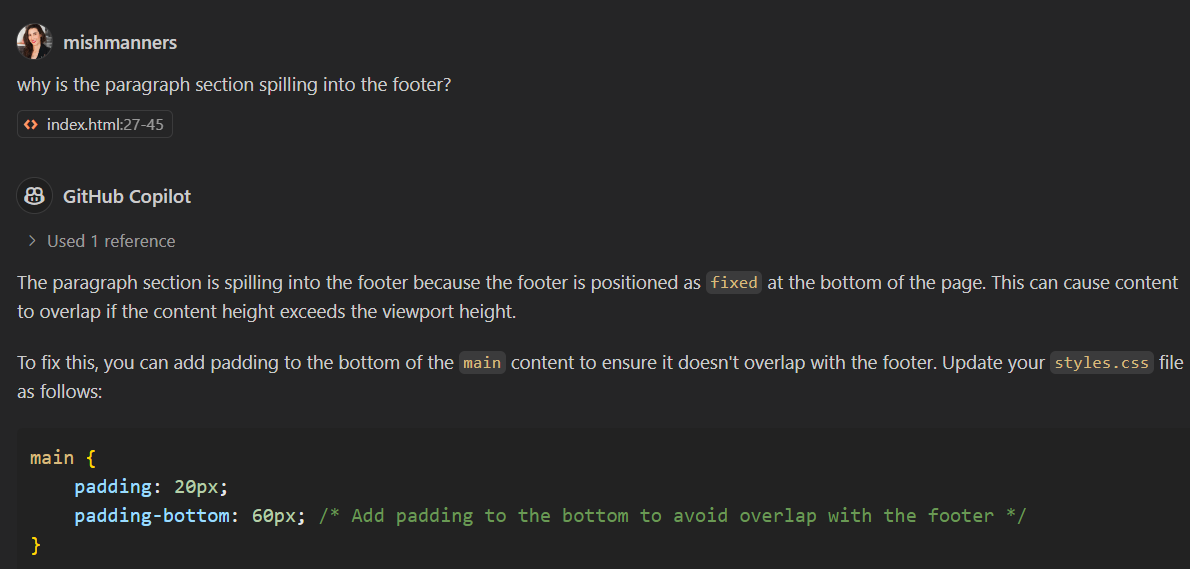 mishmanners
why is the paragraph section spilling into the footer?
index.html:27-45
GitHub Copilot
Used 1 reference
The paragraph section is spilling into the footer because the footer is positioned as fixed at the bottom of the page. This can cause content
to overlap if the content height exceeds the viewport height.
To fix this, you can add padding to the bottom of the main content to ensure it doesn't overlap with the footer. Update your styles.css file
as follows:
main {
    padding: 20px;
    padding-bottom: 60px; /* Add padding to the bottom to avoid overlap with the footer */
}